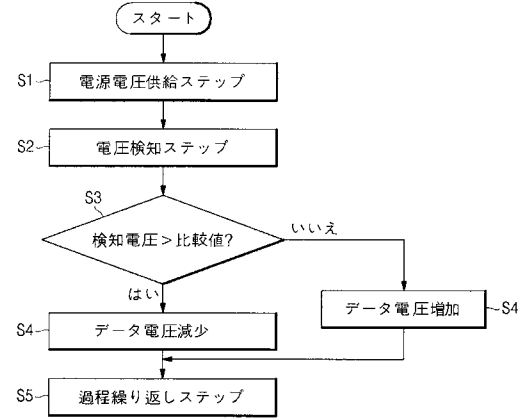 スタート
S1
電源電圧供給ステップ
S2
電圧検知ステップ
S3
検知電圧>比較値?
いいえ
はい
S4
データ電圧減少
データ電圧増加
S4
S5
過程繰り返しステップ